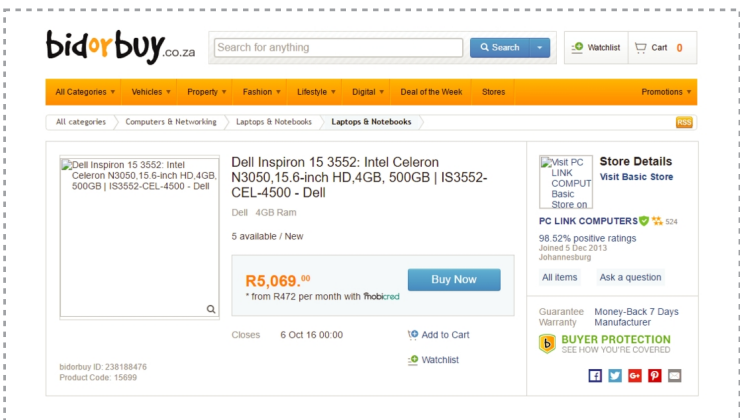 bidorbuy.co.za
Search for anything
Search
Watchlist
Cart 0
All Categories Vehicles Property Fashion Lifestyle Digital Deal of the Week Stores Promotions
All categories Computers & Networking Laptops & Notebooks Laptops & Notebooks RSS
Dell Inspiron 15 3552: Intel
Celeron N3050,15.6-inch HD,4GB,
500GB | IS3552-CEL-4500 - Dell
bidorbuy ID: 238188476
Product Code: 15699
Dell Inspiron 15 3552: Intel Celeron
N3050,15.6-inch HD,4GB, 500GB | IS3552-
CEL-4500 - Dell
Dell 4GB Ram
5 available / New
R5,069.00
* from R472 per month with mobicred
Buy Now
Closes 6 Oct 16 00:00
Add to Cart
Watchlist
Visit PC
LINK
COMPUT
Basic
Store on
Store Details
Visit Basic Store
PC LINK COMPUTERS 524
98.52% positive ratings
Joined 5 Dec 2013
Johannesburg
All items Ask a question
Guarantee Money-Back 7 Days
Warranty Manufacturer
b BUYER PROTECTION
SEE HOW YOU'RE COVERED